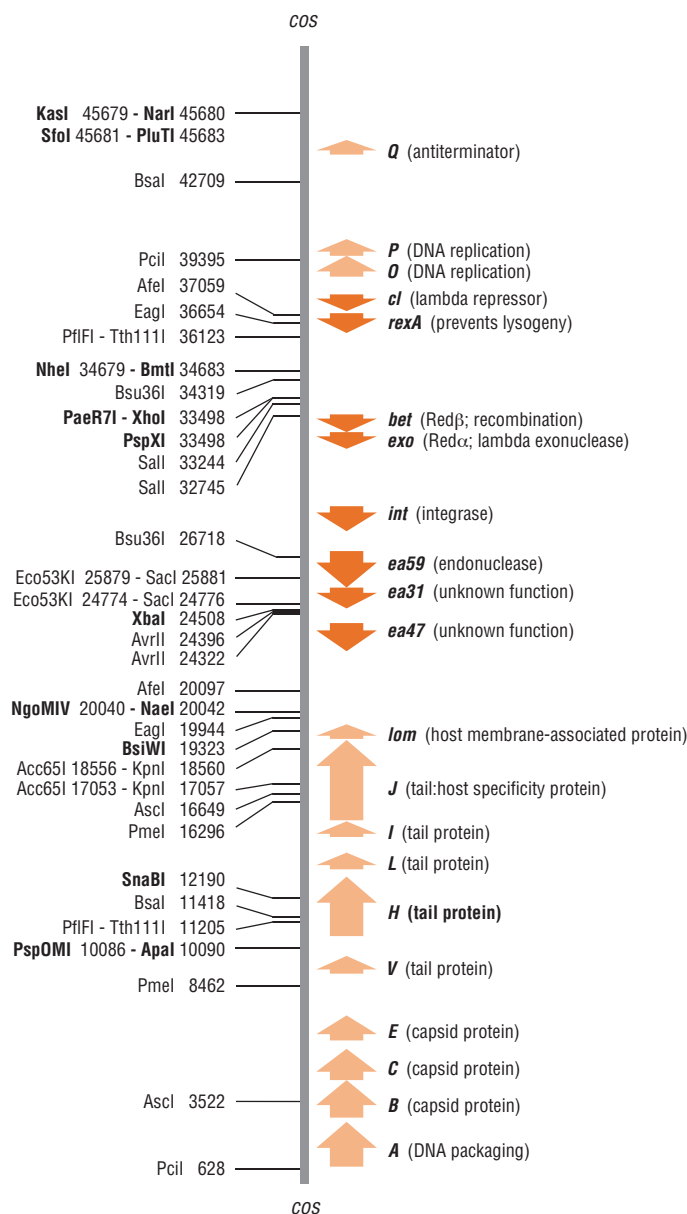 cos
KasI 45679 - NarI 45680
SfoI 45681 - PluTI 45683
Q (antiterminator)
BsaI 42709
P (DNA replication)
PciI 39395
O (DNA replication)
AfeI 37059
cI (lambda repressor)
EagI 36654
rexA (prevents lysogeny)
PflFI - Tth111I 36123
NheI 34679 - BmtI 34683
Bsu36I 34319
PaeR7I - XhoI 33498
bet (Redβ; recombination)
PspXI 33498
exo (Redα; lambda exonuclease)
SalI 33244
SalI 32745
int (integrase)
Bsu36I 26718
ea59 (endonuclease)
Eco53KI 25879 - SacI 25881
ea31 (unknown function)
Eco53KI 24774 - SacI 24776
XbaI 24508
ea47 (unknown function)
AvrII 24396
AvrII 24322
AfeI 20097
NgoMIV 20040 - NaeI 20042
EagI 19944
lom (host membrane-associated protein)
BsiWI 19323
Acc65I 18556 - KpnI 18560
Acc65I 17053 - KpnI 17057
J (tail:host specificity protein)
AscI 16649
PmeI 16296
I (tail protein)
L (tail protein)
SnaBI 12190
BsaI 11418
H (tail protein)
PflFI - Tth111I 11205
PspOMI 10086 - ApaI 10090
V (tail protein)
PmeI 8462
E (capsid protein)
C (capsid protein)
AscI 3522
B (capsid protein)
A (DNA packaging)
PciI 628
cos